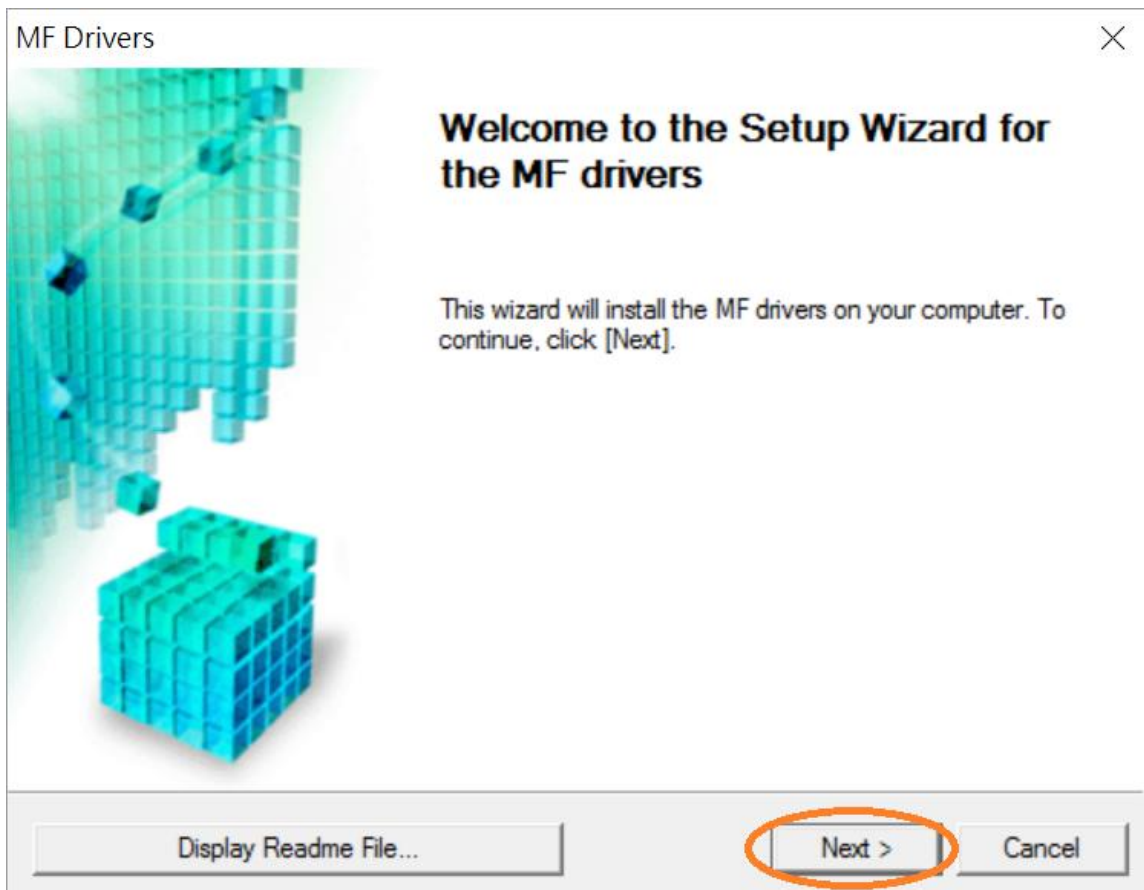 MF Drivers
Welcome to the Setup Wizard for
the MF drivers
This wizard will install the MF drivers on your computer. To
continue, click [Next].
Display Readme File...
Next >
Cancel